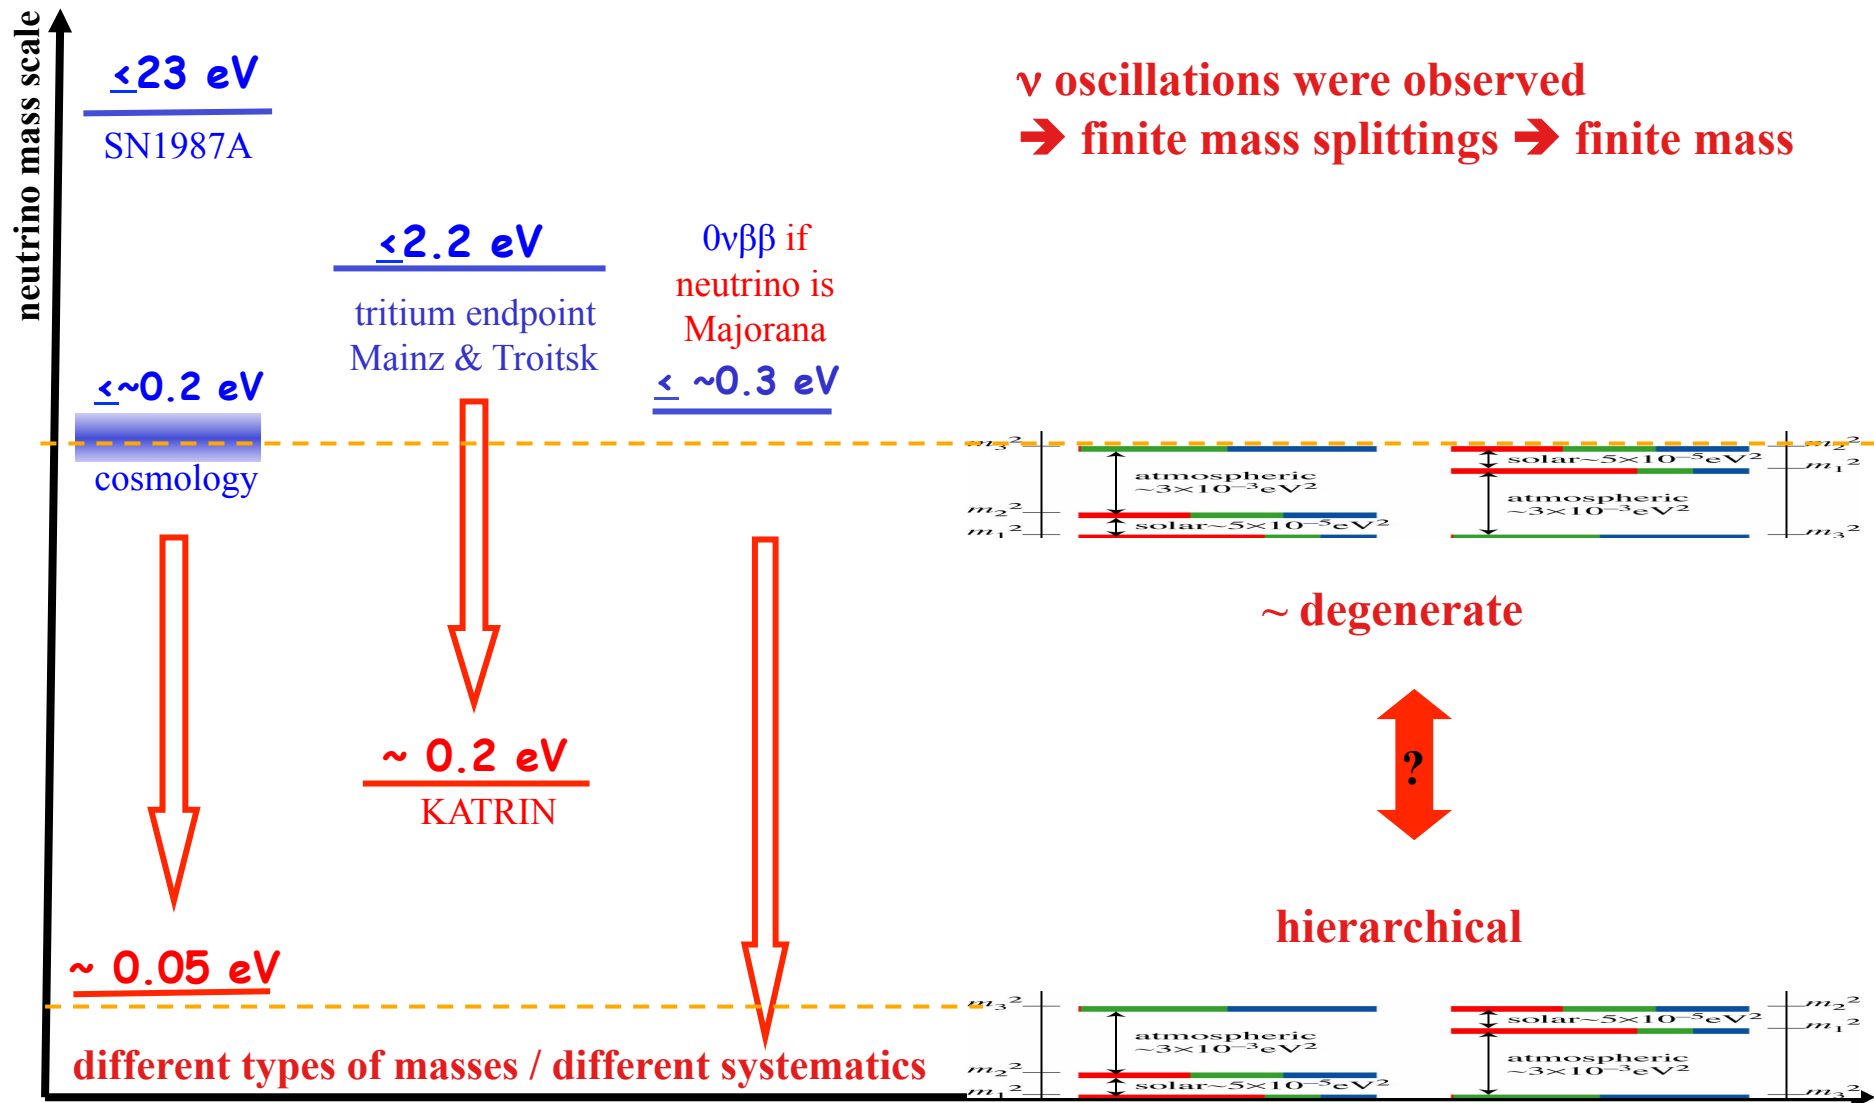 neutrino mass scale
≤23 eV
SN1987A
ν oscillations were observed
➔ finite mass splittings ➔ finite mass
≤2.2 eV
tritium endpoint
Mainz & Troitsk
0νββ if
neutrino is
Majorana
≤ ~0.3 eV
≤~0.2 eV
cosmology
m₃²
atmospheric
~3×10⁻³eV²
m₂²
solar~5×10⁻⁵eV²
m₁²
m₂²
solar~5×10⁻⁵eV²
m₁²
atmospheric
~3×10⁻³eV²
m₃²
~ degenerate
?
hierarchical
~ 0.2 eV
KATRIN
~ 0.05 eV
m₃²
atmospheric
~3×10⁻³eV²
m₂²
solar~5×10⁻⁵eV²
m₁²
m₂²
solar~5×10⁻⁵eV²
m₁²
atmospheric
~3×10⁻³eV²
m₃²
different types of masses / different systematics